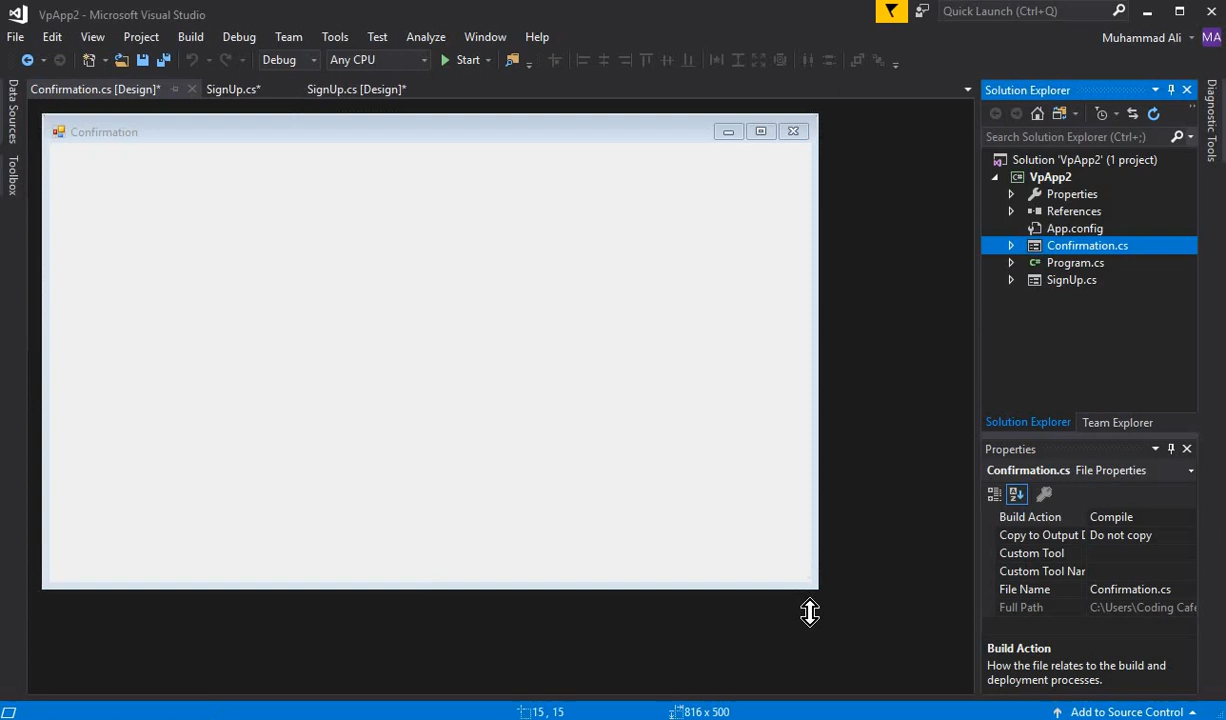 VpApp2 - Microsoft Visual Studio
Quick Launch (Ctrl+Q)
File Edit View Project Build Debug Team Tools Test Analyze Window Help
Muhammad Ali MA
Debug Any CPU Start
Data Sources
Toolbox
Confirmation.cs [Design]* SignUp.cs* SignUp.cs [Design]*
Confirmation
Solution Explorer
Search Solution Explorer (Ctrl+;)
Solution 'VpApp2' (1 project)
VpApp2
Properties
References
App.config
Confirmation.cs
Program.cs
SignUp.cs
Solution Explorer Team Explorer
Properties
Confirmation.cs File Properties
Build Action Compile
Copy to Output D Do not copy
Custom Tool
Custom Tool Nar
File Name Confirmation.cs
Full Path C:\Users\Coding Cafe
Build Action
How the file relates to the build and
deployment processes.
Diagnostic Tools
15 , 15 816 x 500 Add to Source Control